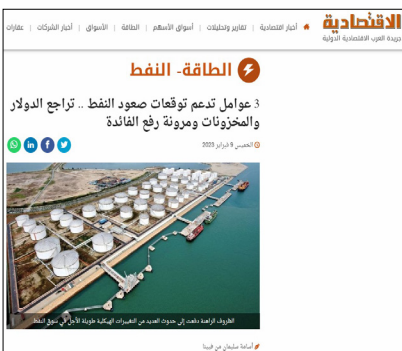 الاقتصادية
جريدة العرب الاقتصادية الدولية
أخبار اقتصادية | تقارير وتحليلات | أسواق الأسهم | الطاقة | الأسواق | أخبار الشركات | عقارات
الطاقة- النفط
3 عوامل تدعم توقعات صعود النفط .. تراجع الدولار
والمخزونات ومرونة رفع الفائدة
الخميس 9 فبراير 2023
الظروف الراهنة دفعت إلى حدوث العديد من التغييرات الهيكلية طويلة الأجل في سوق النفط
أسامة سليمان من فيينا